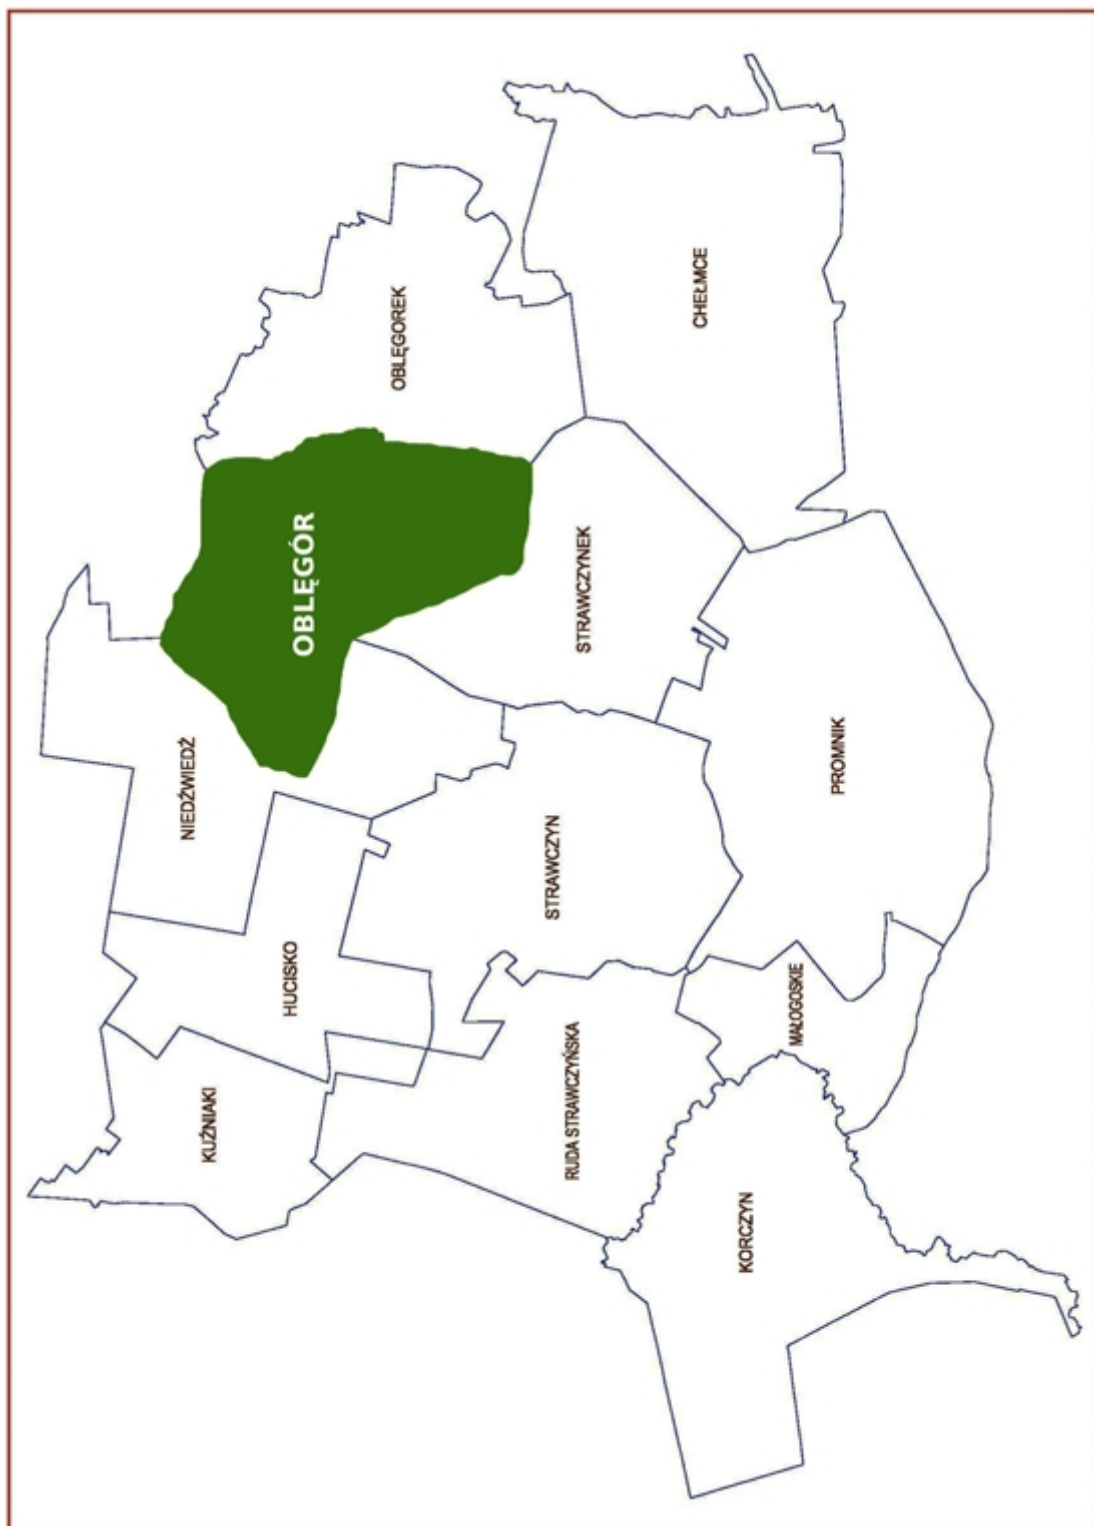 KUŹNIAKI
NIEDŹWIEDŹ
HUCISKO
OBLĘGÓR
OBLĘGOREK
RUDA STRAWCZYŃSKA
STRAWCZYN
STRAWCZYNEK
CHEŁMCE
KORCZYN
MAŁOGOSKIE
PROMNIK